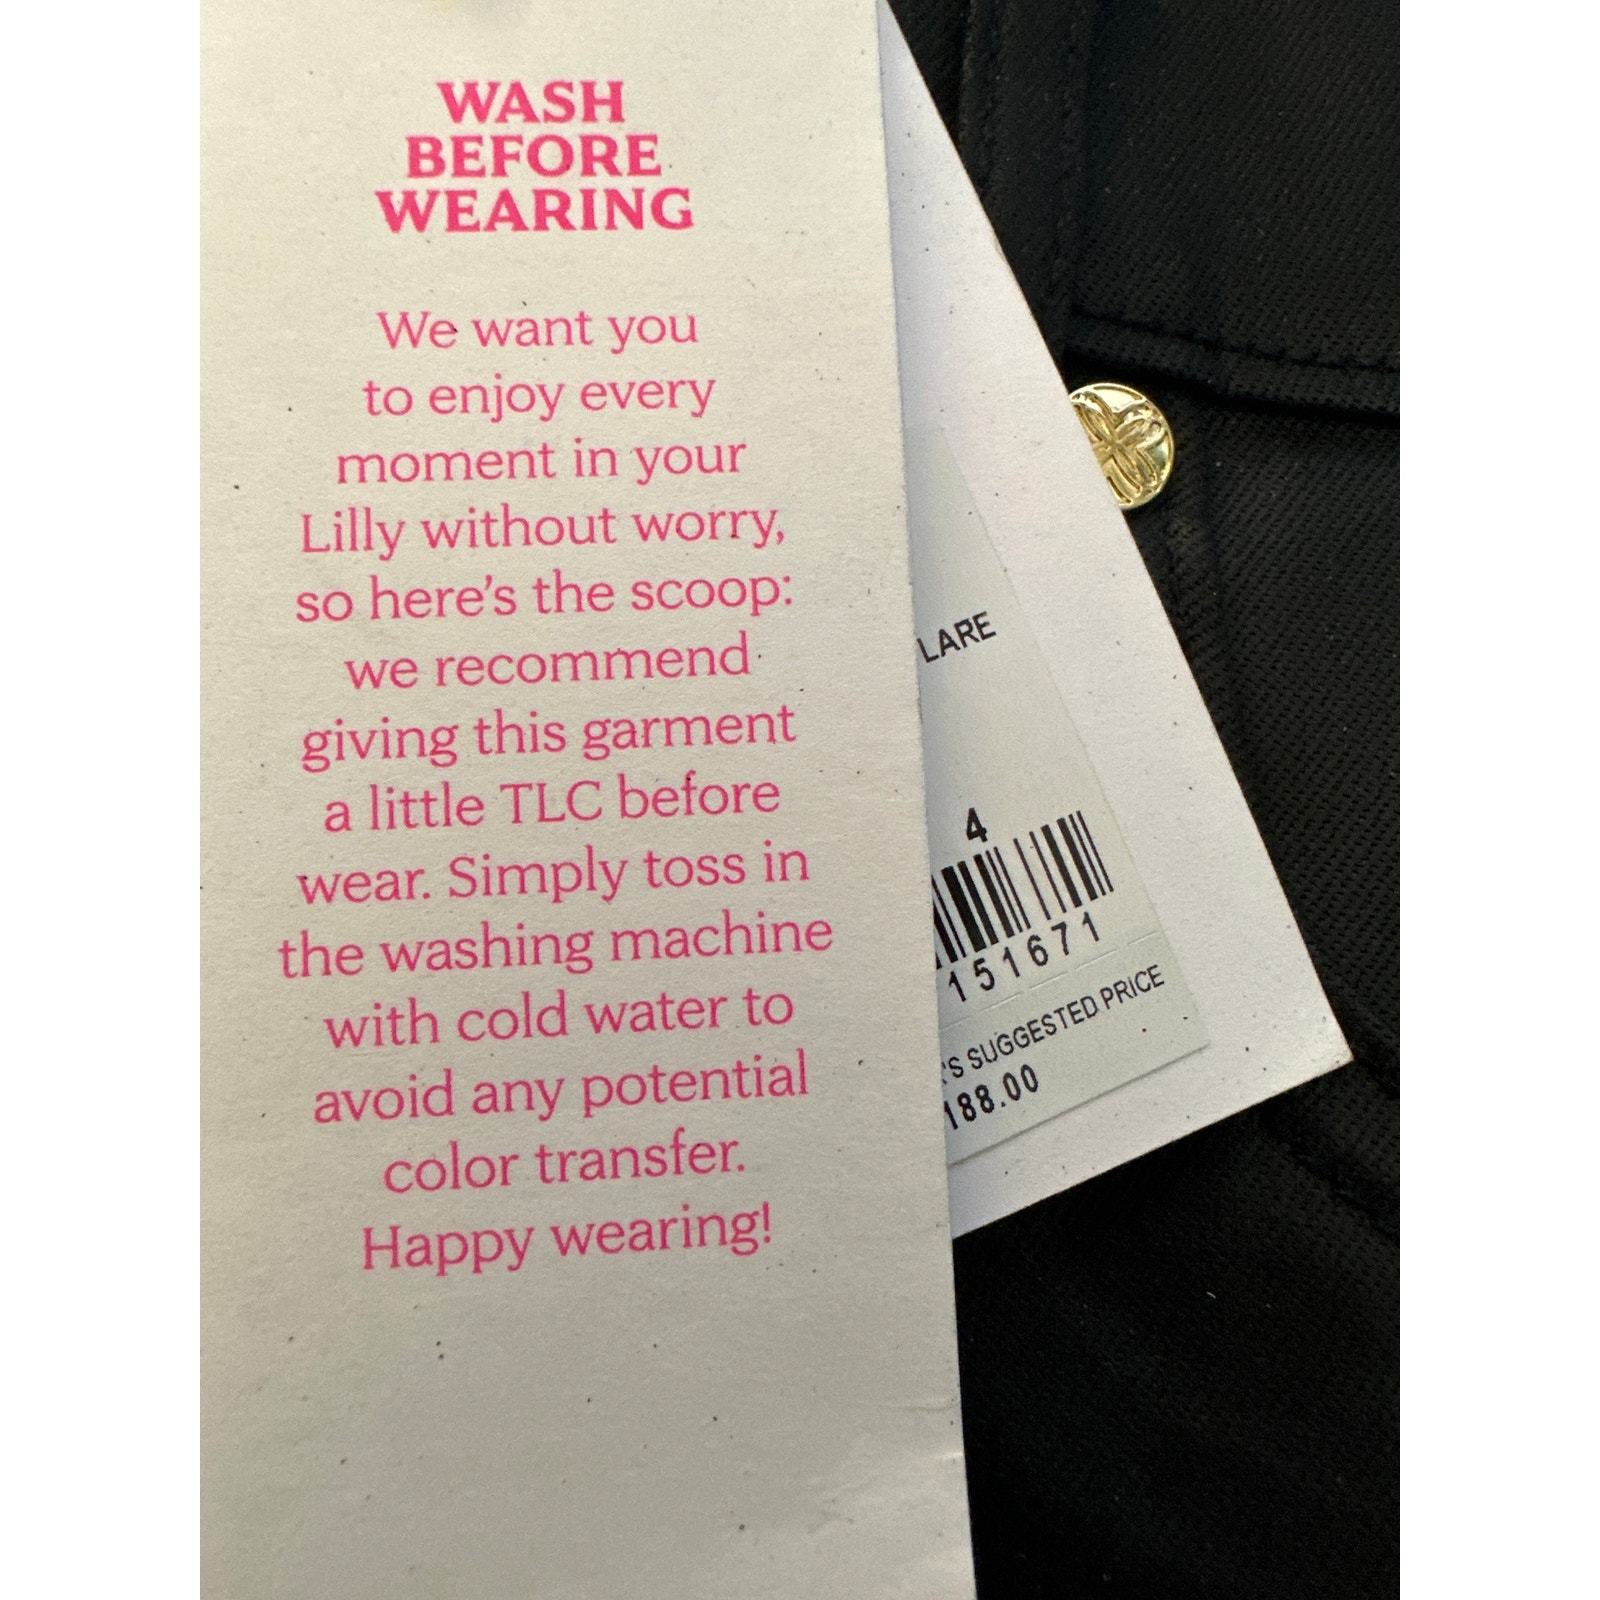 WASH
BEFORE
WEARING
We want you
to enjoy every
moment in your
Lilly without worry,
so here's the scoop:
we recommend
giving this garment
a little TLC before
wear. Simply toss in
the washing machine
with cold water to
avoid any potential
color transfer.
Happy wearing!
LARE
4
151671
'S SUGGESTED PRICE
188.00